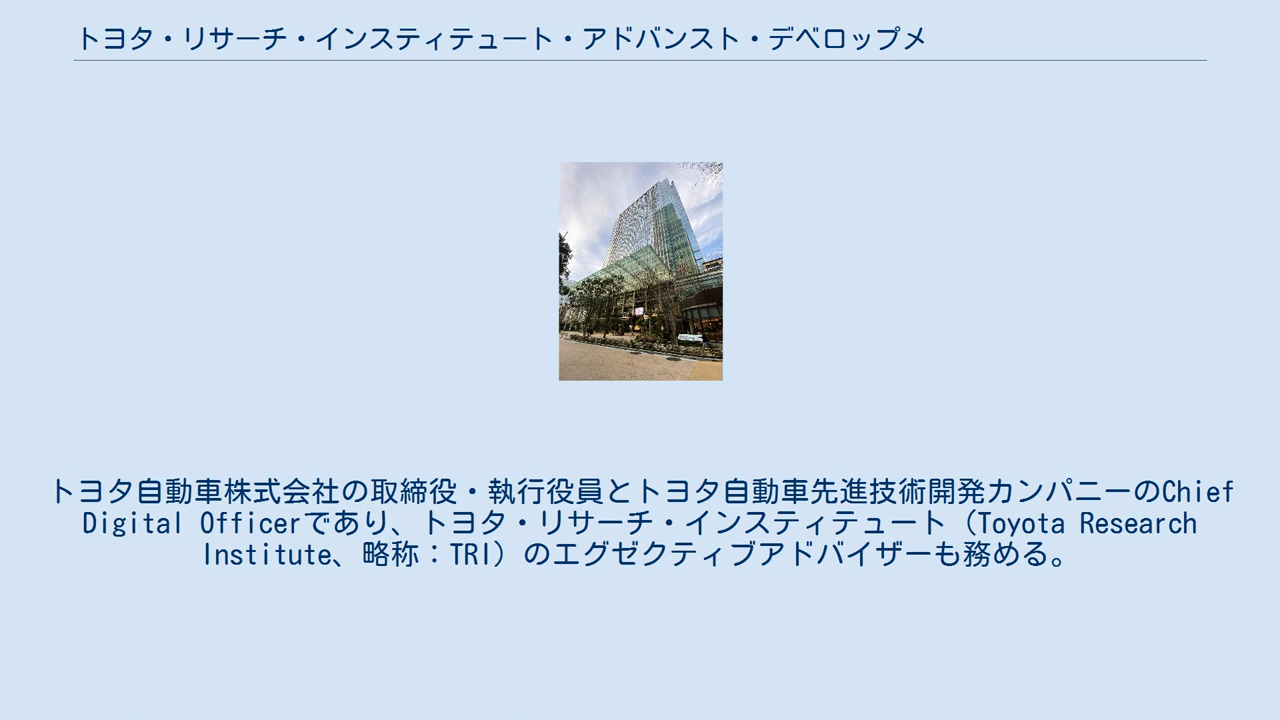 トヨタ・リサーチ・インスティテュート・アドバンスト・デベロップメ
トヨタ自動車株式会社の取締役・執行役員とトヨタ自動車先進技術開発カンパニーのChief
Digital Officerであり、トヨタ・リサーチ・インスティテュート（Toyota Research
Institute、略称：TRI）のエグゼクティブアドバイザーも務める。